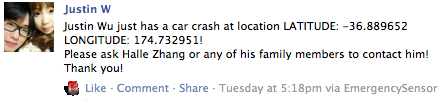 Justin W
Justin Wu just has a car crash at location LATITUDE: -36.889652
LONGITUDE: 174.732951!
Please ask Halle Zhang or any of his family members to contact him!
Thank you!
Like · Comment · Share · Tuesday at 5:18pm via EmergencySensor